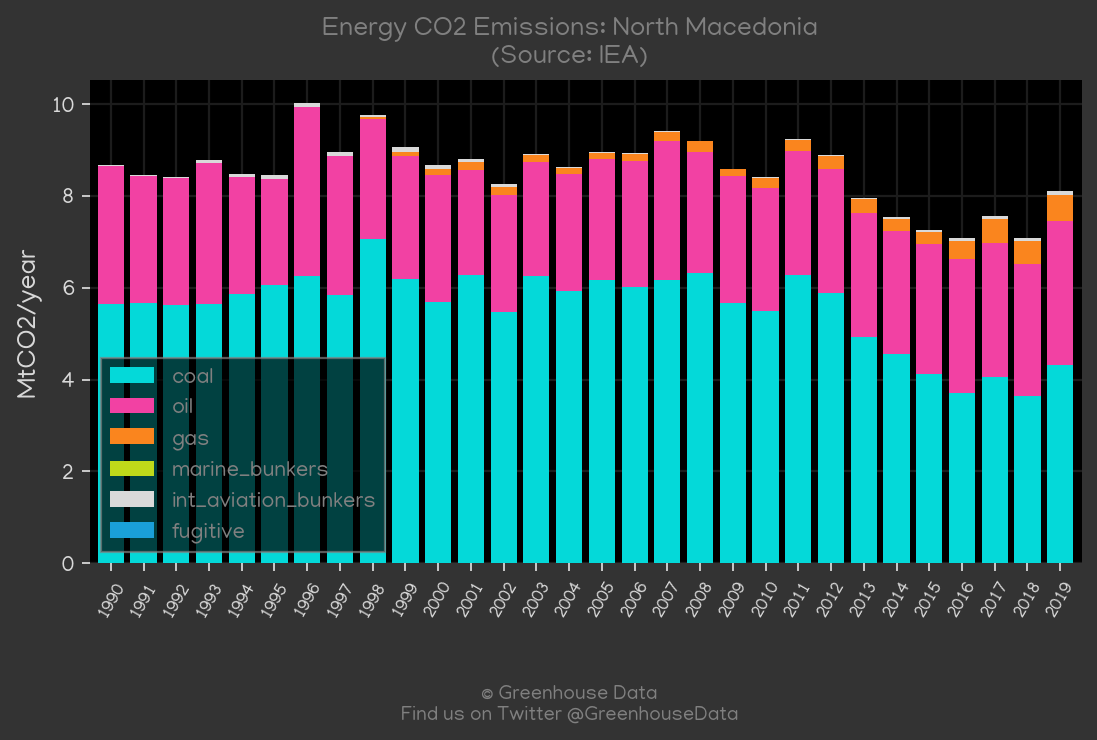 Energy CO2 Emissions: North Macedonia
(Source: IEA)
MtCO2/year
10
8
6
4
2
0
coal
oil
gas
marine_bunkers
int_aviation_bunkers
fugitive
1990 1991 1992 1993 1994 1995 1996 1997 1998 1999 2000 2001 2002 2003 2004 2005 2006 2007 2008 2009 2010 2011 2012 2013 2014 2015 2016 2017 2018 2019
© Greenhouse Data
Find us on Twitter @GreenhouseData